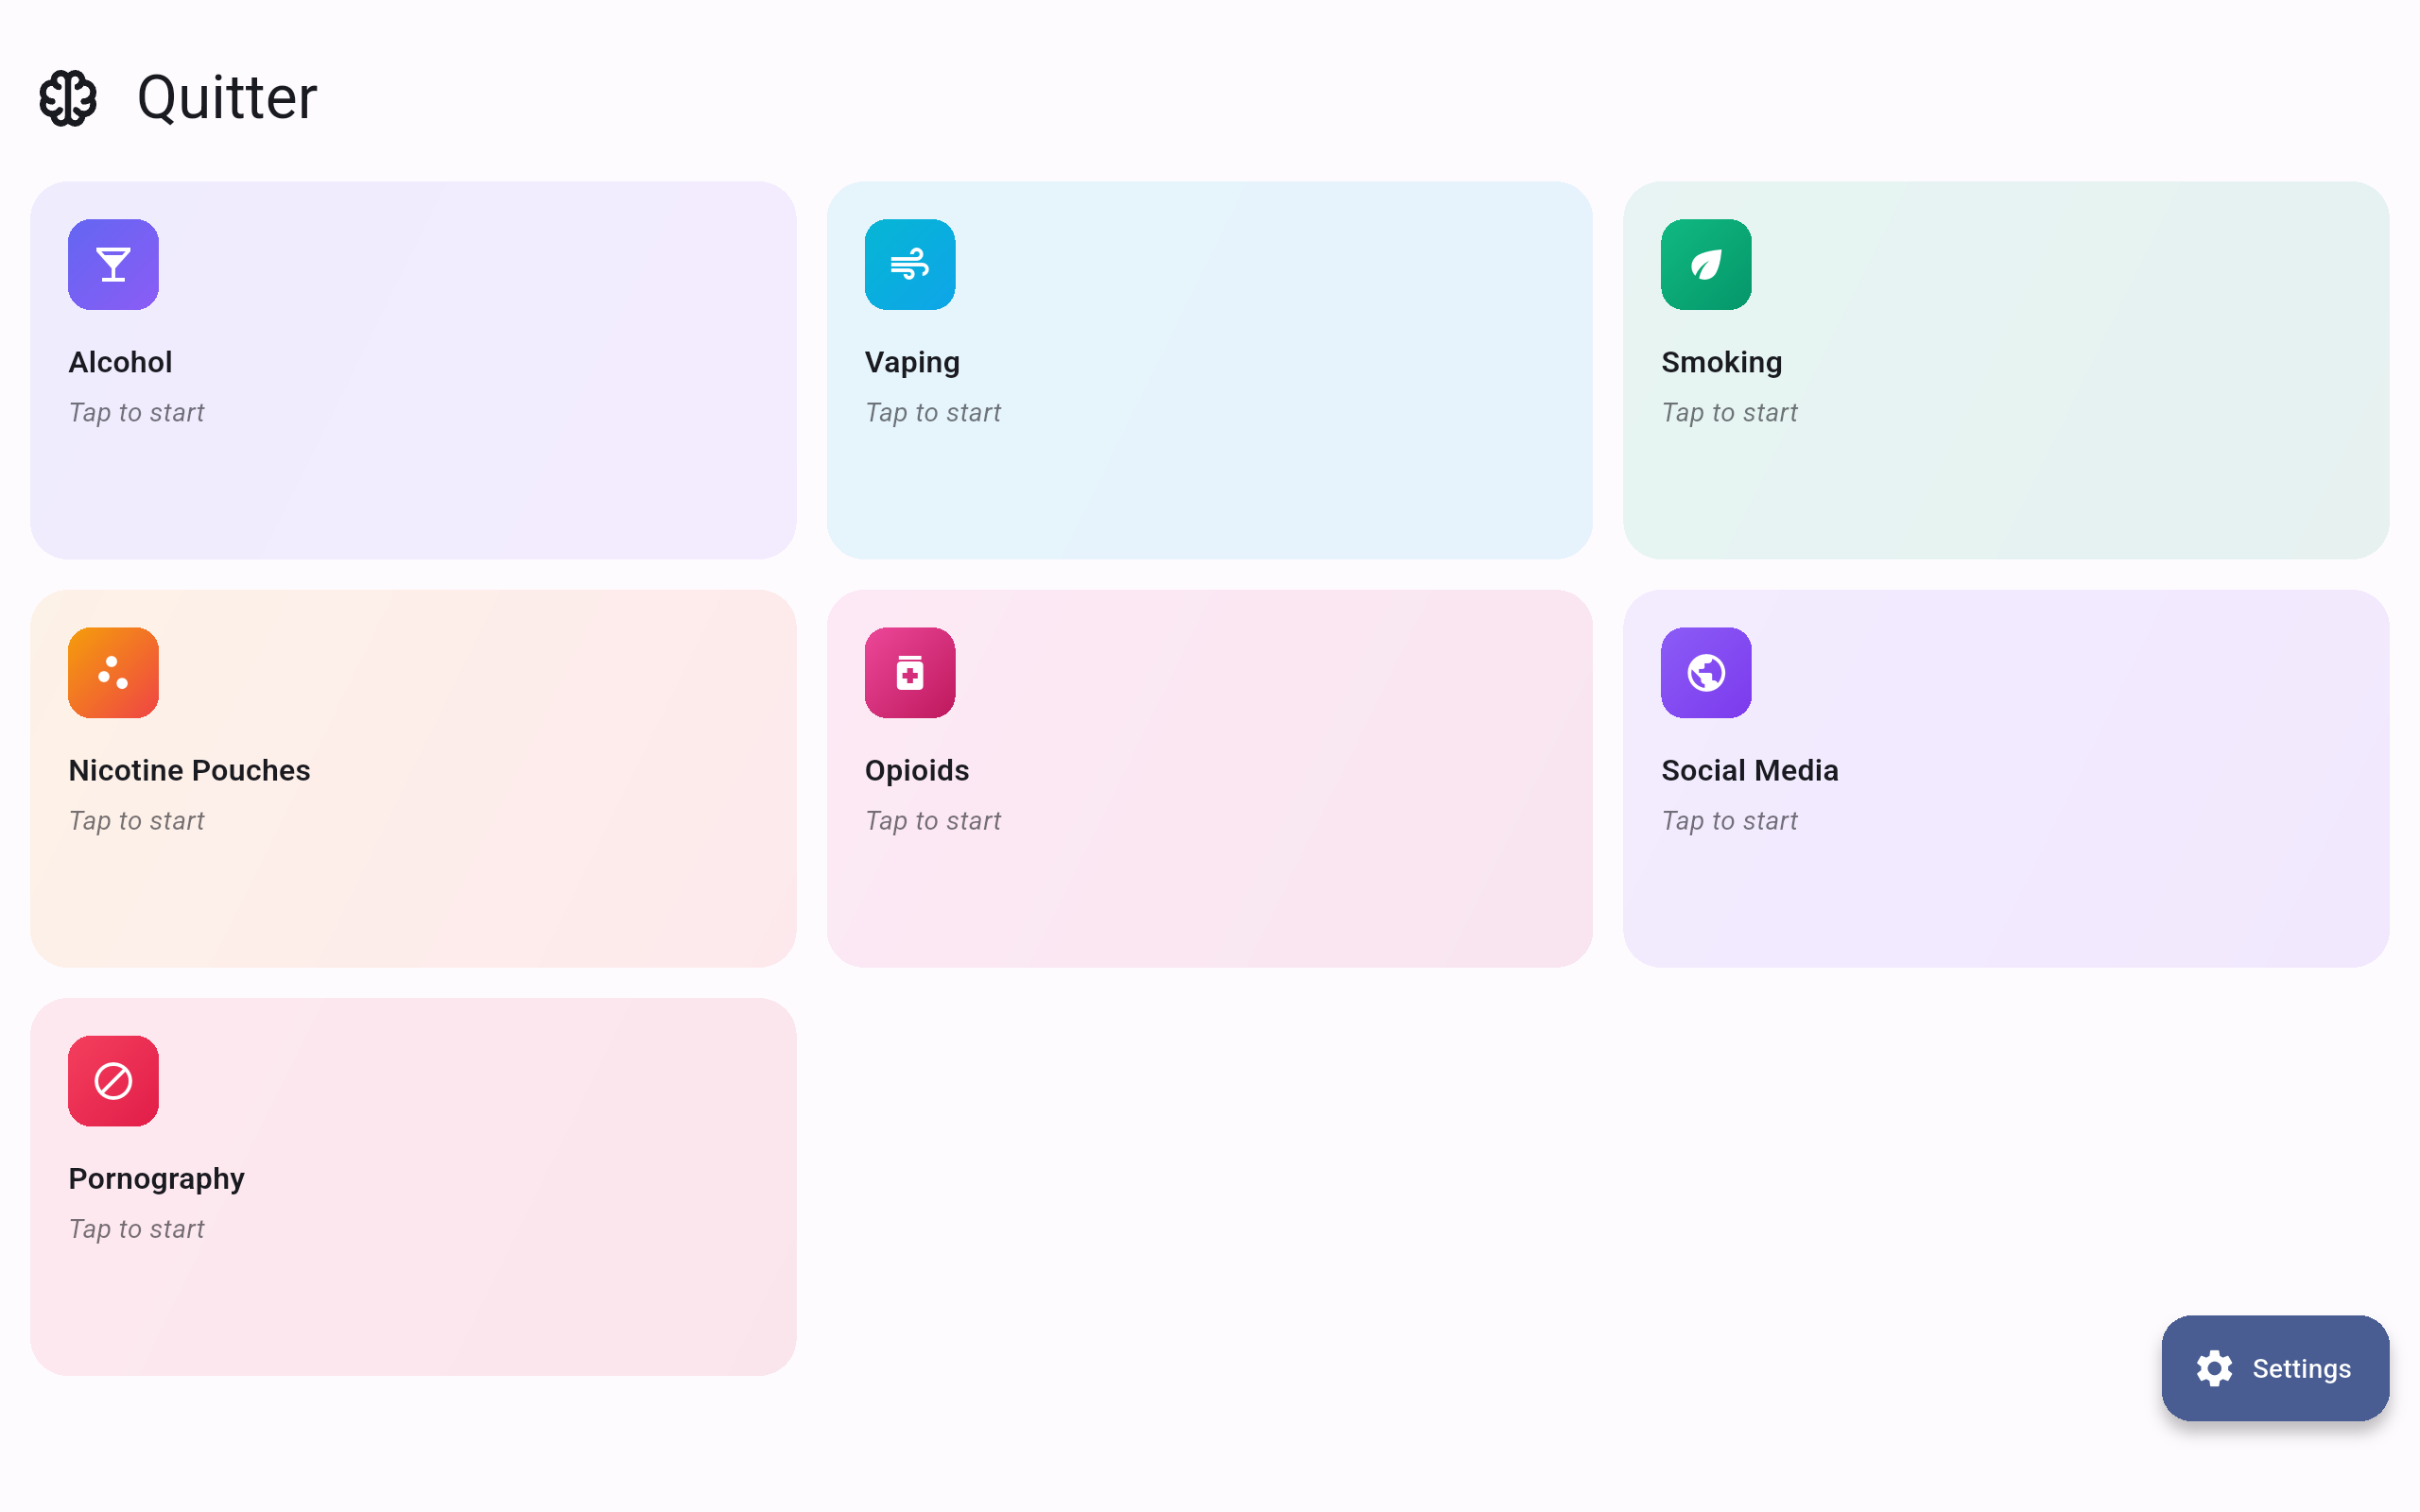 Quitter
Alcohol
Tap to start
Vaping
Tap to start
Smoking
Tap to start
Nicotine Pouches
Tap to start
Opioids
Tap to start
Social Media
Tap to start
Pornography
Tap to start
Settings